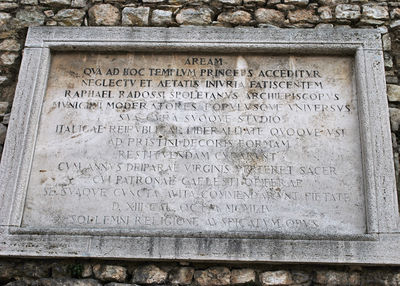 AREAM
QVA AD HOC TEMPLVM PRINCEPS ACCEDITVR
NEGLECTV ET AETATIS INIVRIA FATISCENTEM
RAPHAEL RADOSSI SPOLETANVS ARCHIEPISCOPVS
MVNICIPII MODERATORES POPVLVSQVE VNIVERSVS
SVA CVRA SVOQVE STVDIO
ITALICAE REIPVBLICAE LIBERALITATE QVOQVE VSI
AD PRISTINI DECORIS FORMAM
RESTITVENDAM CVRARVNT
CVM ANNVS DEIPARAE VIRGINIS VERTERET SACER
CVI PATRONAE CAELESTI
SE SVAQVE CVNCTA PIETATE
D. XIII CAL.
SOLLEMNI RELIGIONE AVSPICATVM OPVS